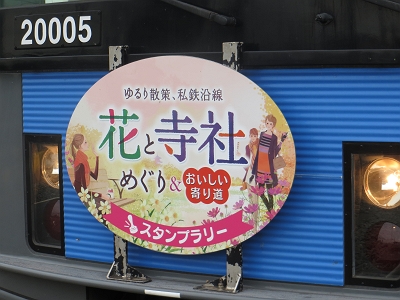 20005
ゆるり散策、私鉄沿線
花と寺社
めぐり&おいしい
寄り道
スタンプラリー